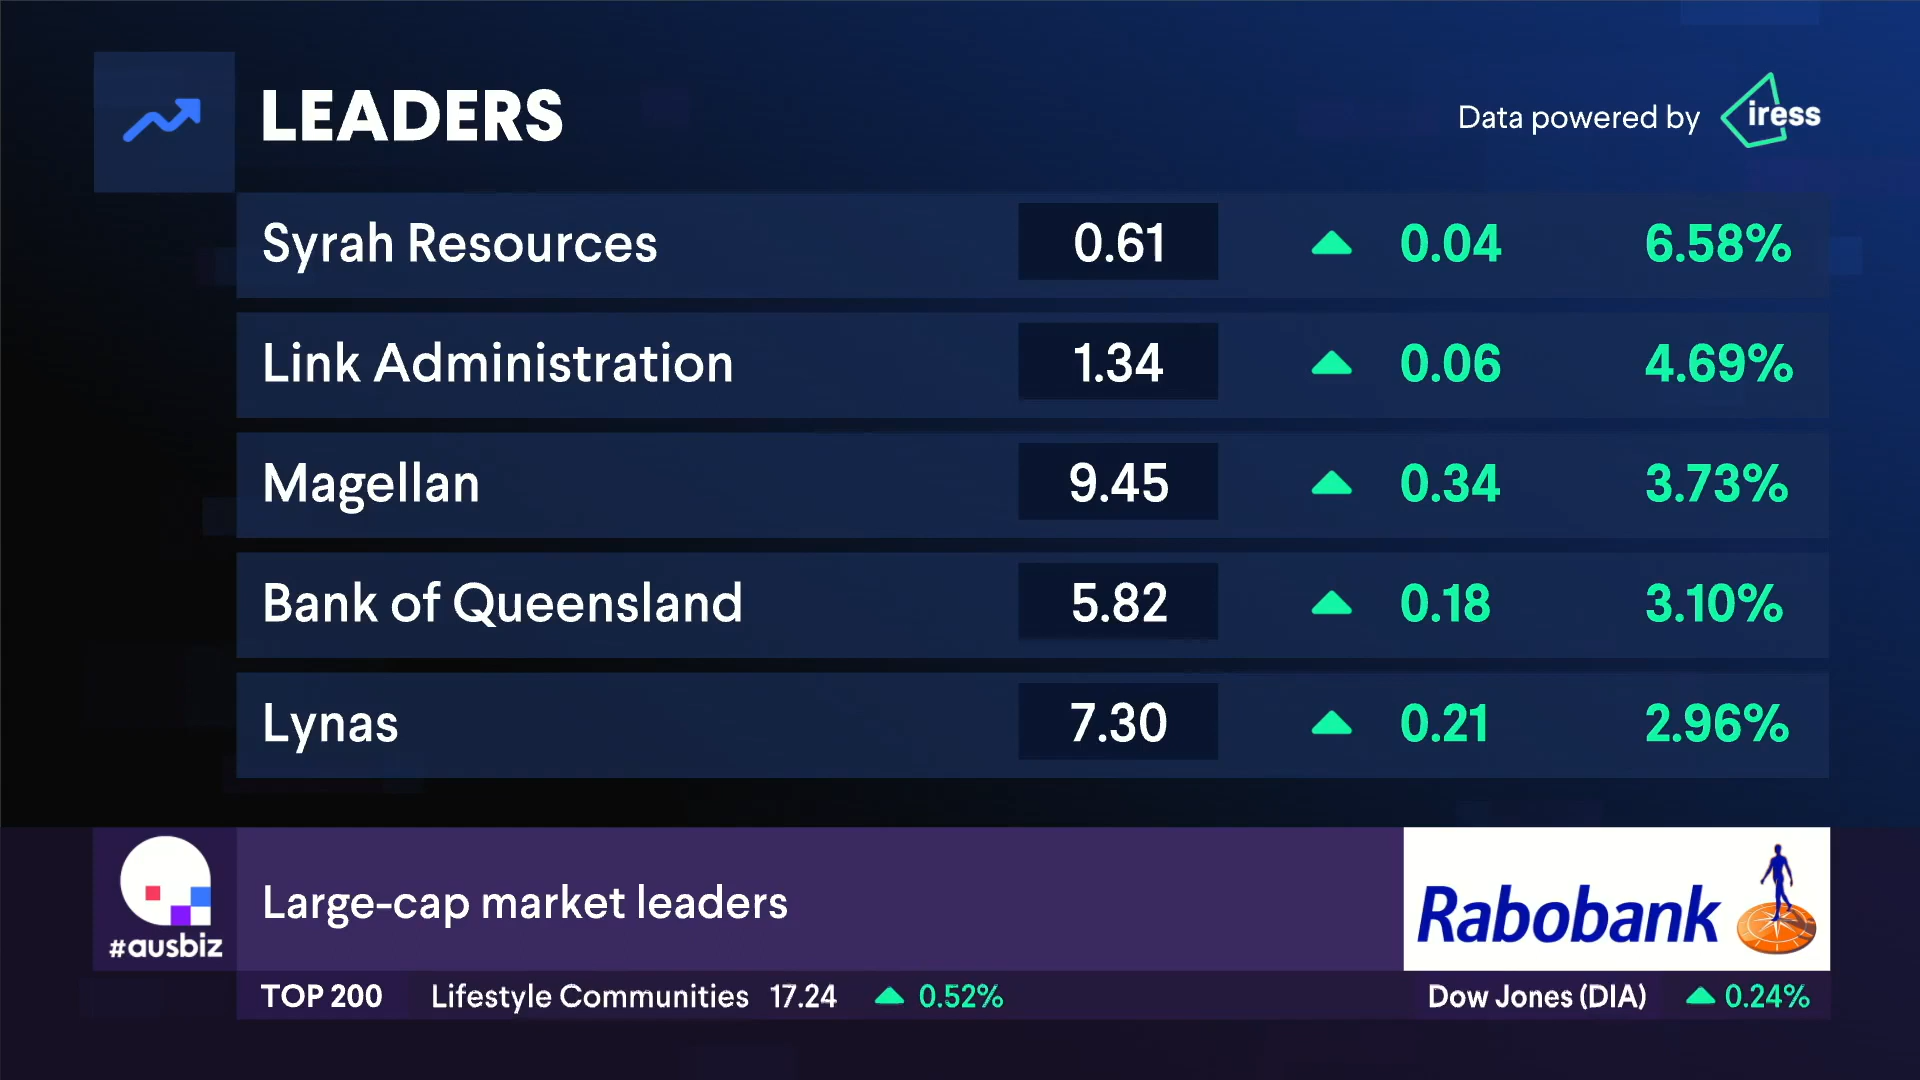 LEADERS
Data powered by iress
Syrah Resources 0.61 0.04 6.58%
Link Administration 1.34 0.06 4.69%
Magellan 9.45 0.34 3.73%
Bank of Queensland 5.82 0.18 3.10%
Lynas 7.30 0.21 2.96%
#ausbiz
Large-cap market leaders
Rabobank
TOP 200 Lifestyle Communities 17.24 0.52% Dow Jones (DIA) 0.24%